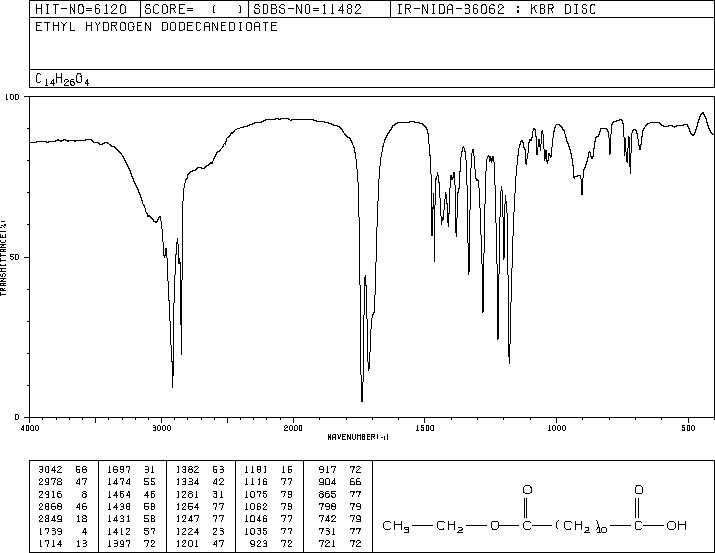 HIT-NO=6120 SCORE= ( ) SDBS-NO=11482 IR-NIDA-36062 : KBR DISC
ETHYL HYDROGEN DODECANEDIOATE
C14H26O4
100
50
0
TRANSMITTANCE(%)
4000 3000 2000 1500 1000 500
WAVENUMBER(-1)
3042 58 1697 31 1382 53 1181 16 917 72
2978 47 1474 55 1334 42 1116 77 904 66
2916 8 1464 46 1281 31 1075 79 865 77
2868 46 1438 58 1254 77 1062 79 798 79
2849 18 1431 58 1247 77 1046 77 742 79
1739 4 1412 57 1224 23 1035 77 731 77
1714 13 1397 72 1201 47 923 72 721 72
O O
CH3—CH2—O—C—(CH2)10—C—OH